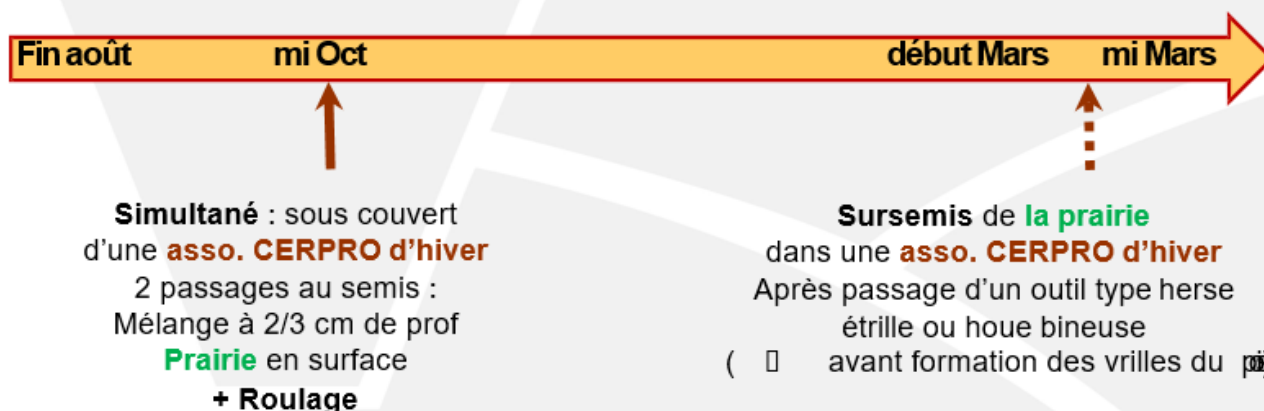 Fin août mi Oct début Mars mi Mars
Simultané : sous couvert
d'une asso. CERPRO d'hiver
2 passages au semis :
Mélange à 2/3 cm de prof
Prairie en surface
+ Roulage
Sursemis de la prairie
dans une asso. CERPRO d'hiver
Après passage d'un outil type herse
étrille ou houe bineuse
( avant formation des vrilles du